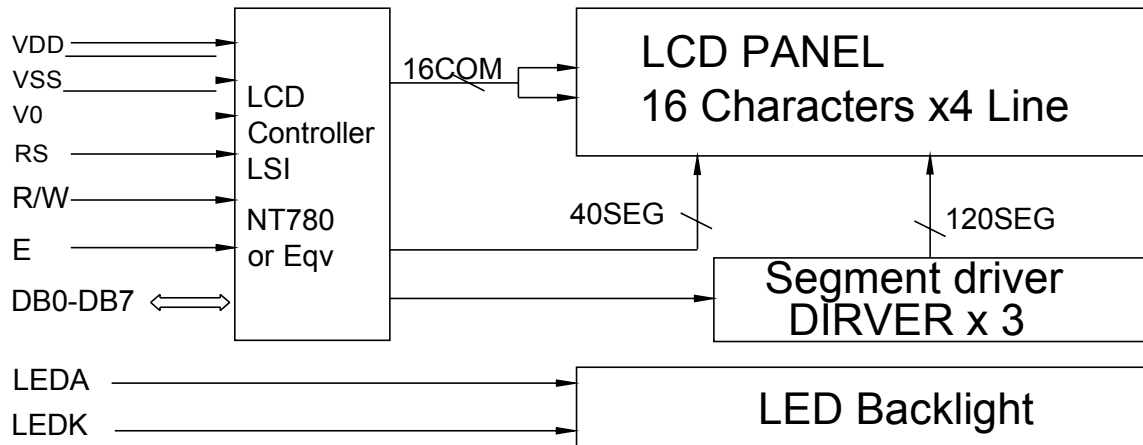 VDD
VSS
V0
RS
R/W
E
DB0-DB7
LEDA
LEDK
LCD
Controller
LSI
NT780
or Eqv
16COM
LCD PANEL
16 Characters x4 Line
40SEG
120SEG
Segment driver
DIRVER x 3
LED Backlight